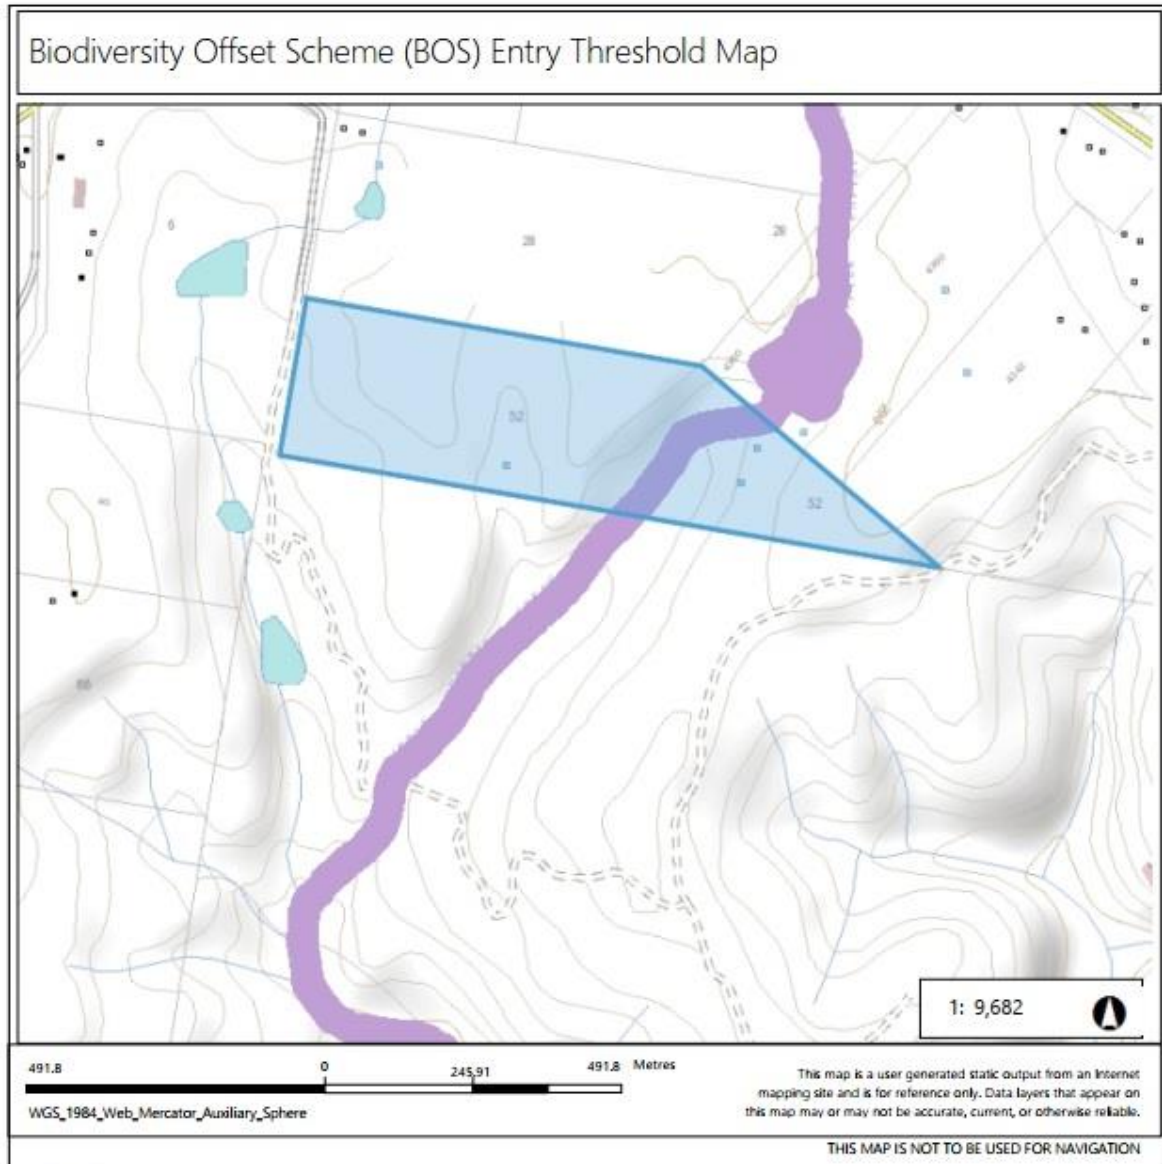 Biodiversity Offset Scheme (BOS) Entry Threshold Map
6
28
28
52
52
1: 9,682
491.8 0 245.91 491.8 Metres
WGS_1984_Web_Mercator_Auxiliary_Sphere
This map is a user generated static output from an Internet
mapping site and is for reference only. Data layers that appear on
this map may or may not be accurate, current, or otherwise reliable.
THIS MAP IS NOT TO BE USED FOR NAVIGATION